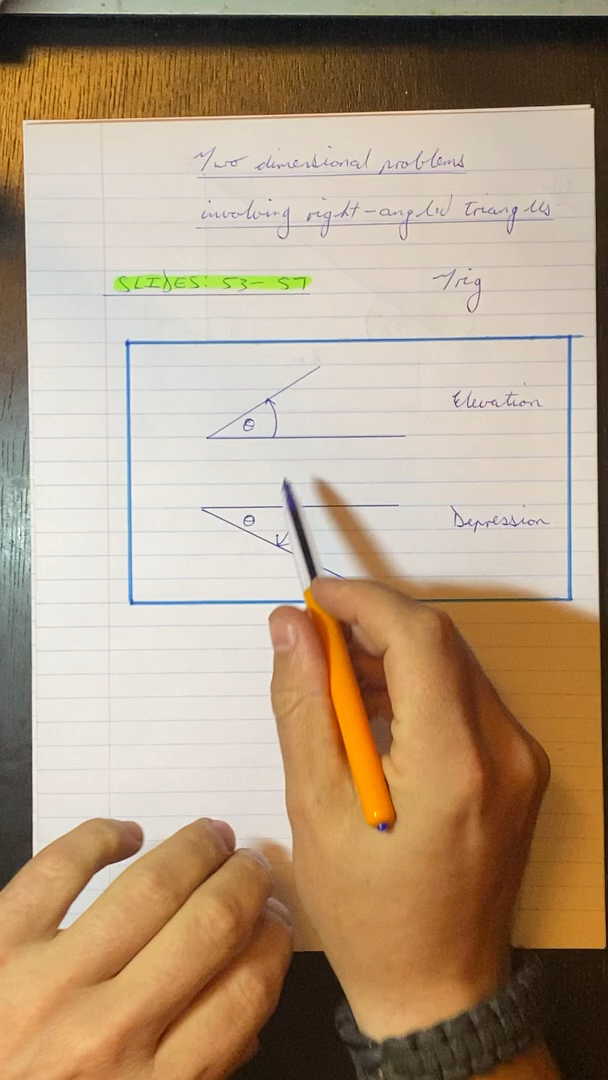 Two dimensional problems
involving right-angled triangles
SLIDES: 53- 57
Trig
Elevation
θ
θ
Depression